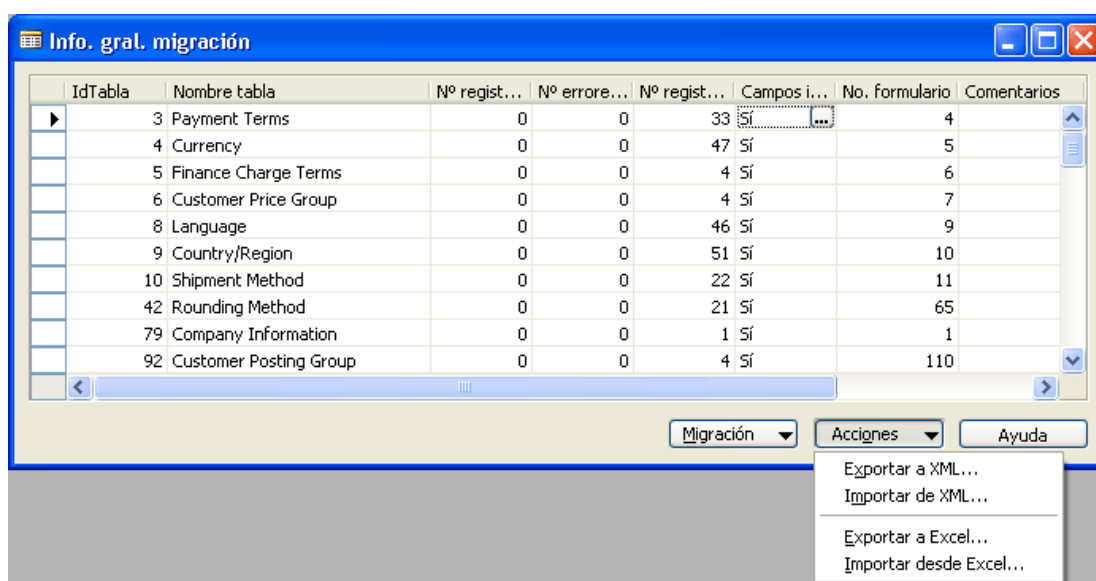 Info. gral. migración
IdTabla Nombre tabla Nº regist... Nº errore... Nº regist... Campos i... No. formulario Comentarios
3 Payment Terms 0 0 33 Sí ... 4
4 Currency 0 0 47 Sí 5
5 Finance Charge Terms 0 0 4 Sí 6
6 Customer Price Group 0 0 4 Sí 7
8 Language 0 0 46 Sí 9
9 Country/Region 0 0 51 Sí 10
10 Shipment Method 0 0 22 Sí 11
42 Rounding Method 0 0 21 Sí 65
79 Company Information 0 0 1 Sí 1
92 Customer Posting Group 0 0 4 Sí 110
Migración Acciones Ayuda
Exportar a XML...
Importar de XML...
Exportar a Excel...
Importar desde Excel...